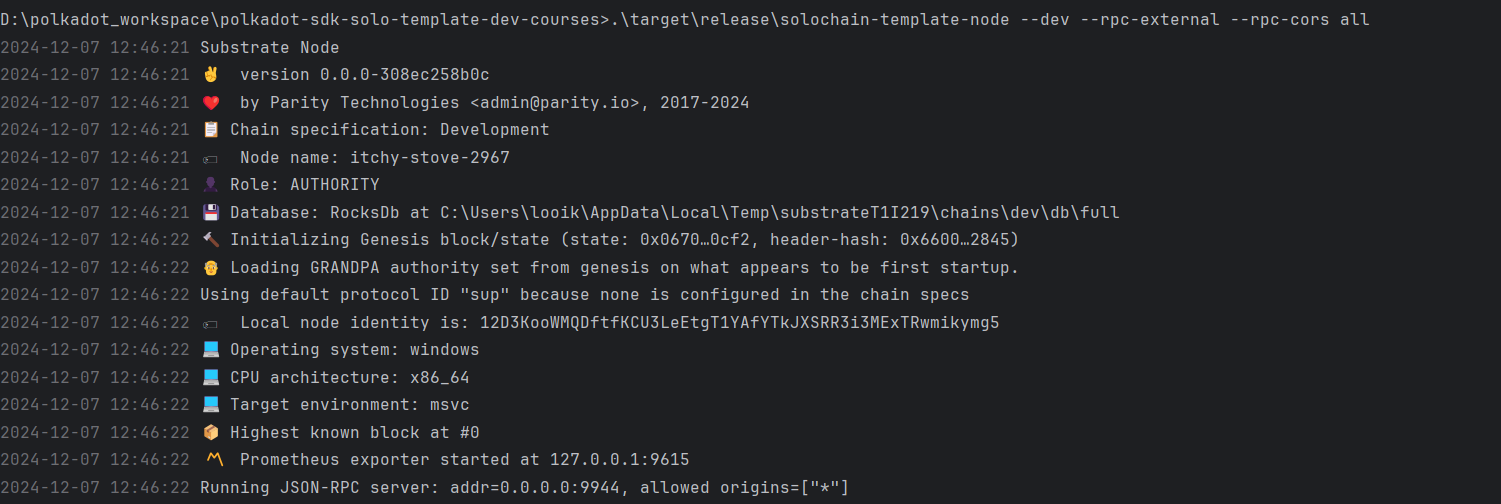 D:\polkadot_workspace\polkadot-sdk-solo-template-dev-courses>.\target\release\solochain-template-node --dev --rpc-external --rpc-cors all
2024-12-07 12:46:21 Substrate Node
2024-12-07 12:46:21 ✌️  version 0.0.0-308ec258b0c
2024-12-07 12:46:21 ❤️  by Parity Technologies <admin@parity.io>, 2017-2024
2024-12-07 12:46:21 📋 Chain specification: Development
2024-12-07 12:46:21 🏷  Node name: itchy-stove-2967
2024-12-07 12:46:21 👤 Role: AUTHORITY
2024-12-07 12:46:21 💾 Database: RocksDb at C:\Users\looik\AppData\Local\Temp\substrateT1I219\chains\dev\db\full
2024-12-07 12:46:22 🔨 Initializing Genesis block/state (state: 0x0670…0cf2, header-hash: 0x6600…2845)
2024-12-07 12:46:22 👴 Loading GRANDPA authority set from genesis on what appears to be first startup.
2024-12-07 12:46:22 Using default protocol ID "sup" because none is configured in the chain specs
2024-12-07 12:46:22 🏷  Local node identity is: 12D3KooWMQDftfKCU3LeEtgT1YAfYTkJXSRR3i3MExTRwmikymg5
2024-12-07 12:46:22 💻 Operating system: windows
2024-12-07 12:46:22 💻 CPU architecture: x86_64
2024-12-07 12:46:22 💻 Target environment: msvc
2024-12-07 12:46:22 📦 Highest known block at #0
2024-12-07 12:46:22 〽️  Prometheus exporter started at 127.0.0.1:9615
2024-12-07 12:46:22 Running JSON-RPC server: addr=0.0.0.0:9944, allowed origins=["*"]